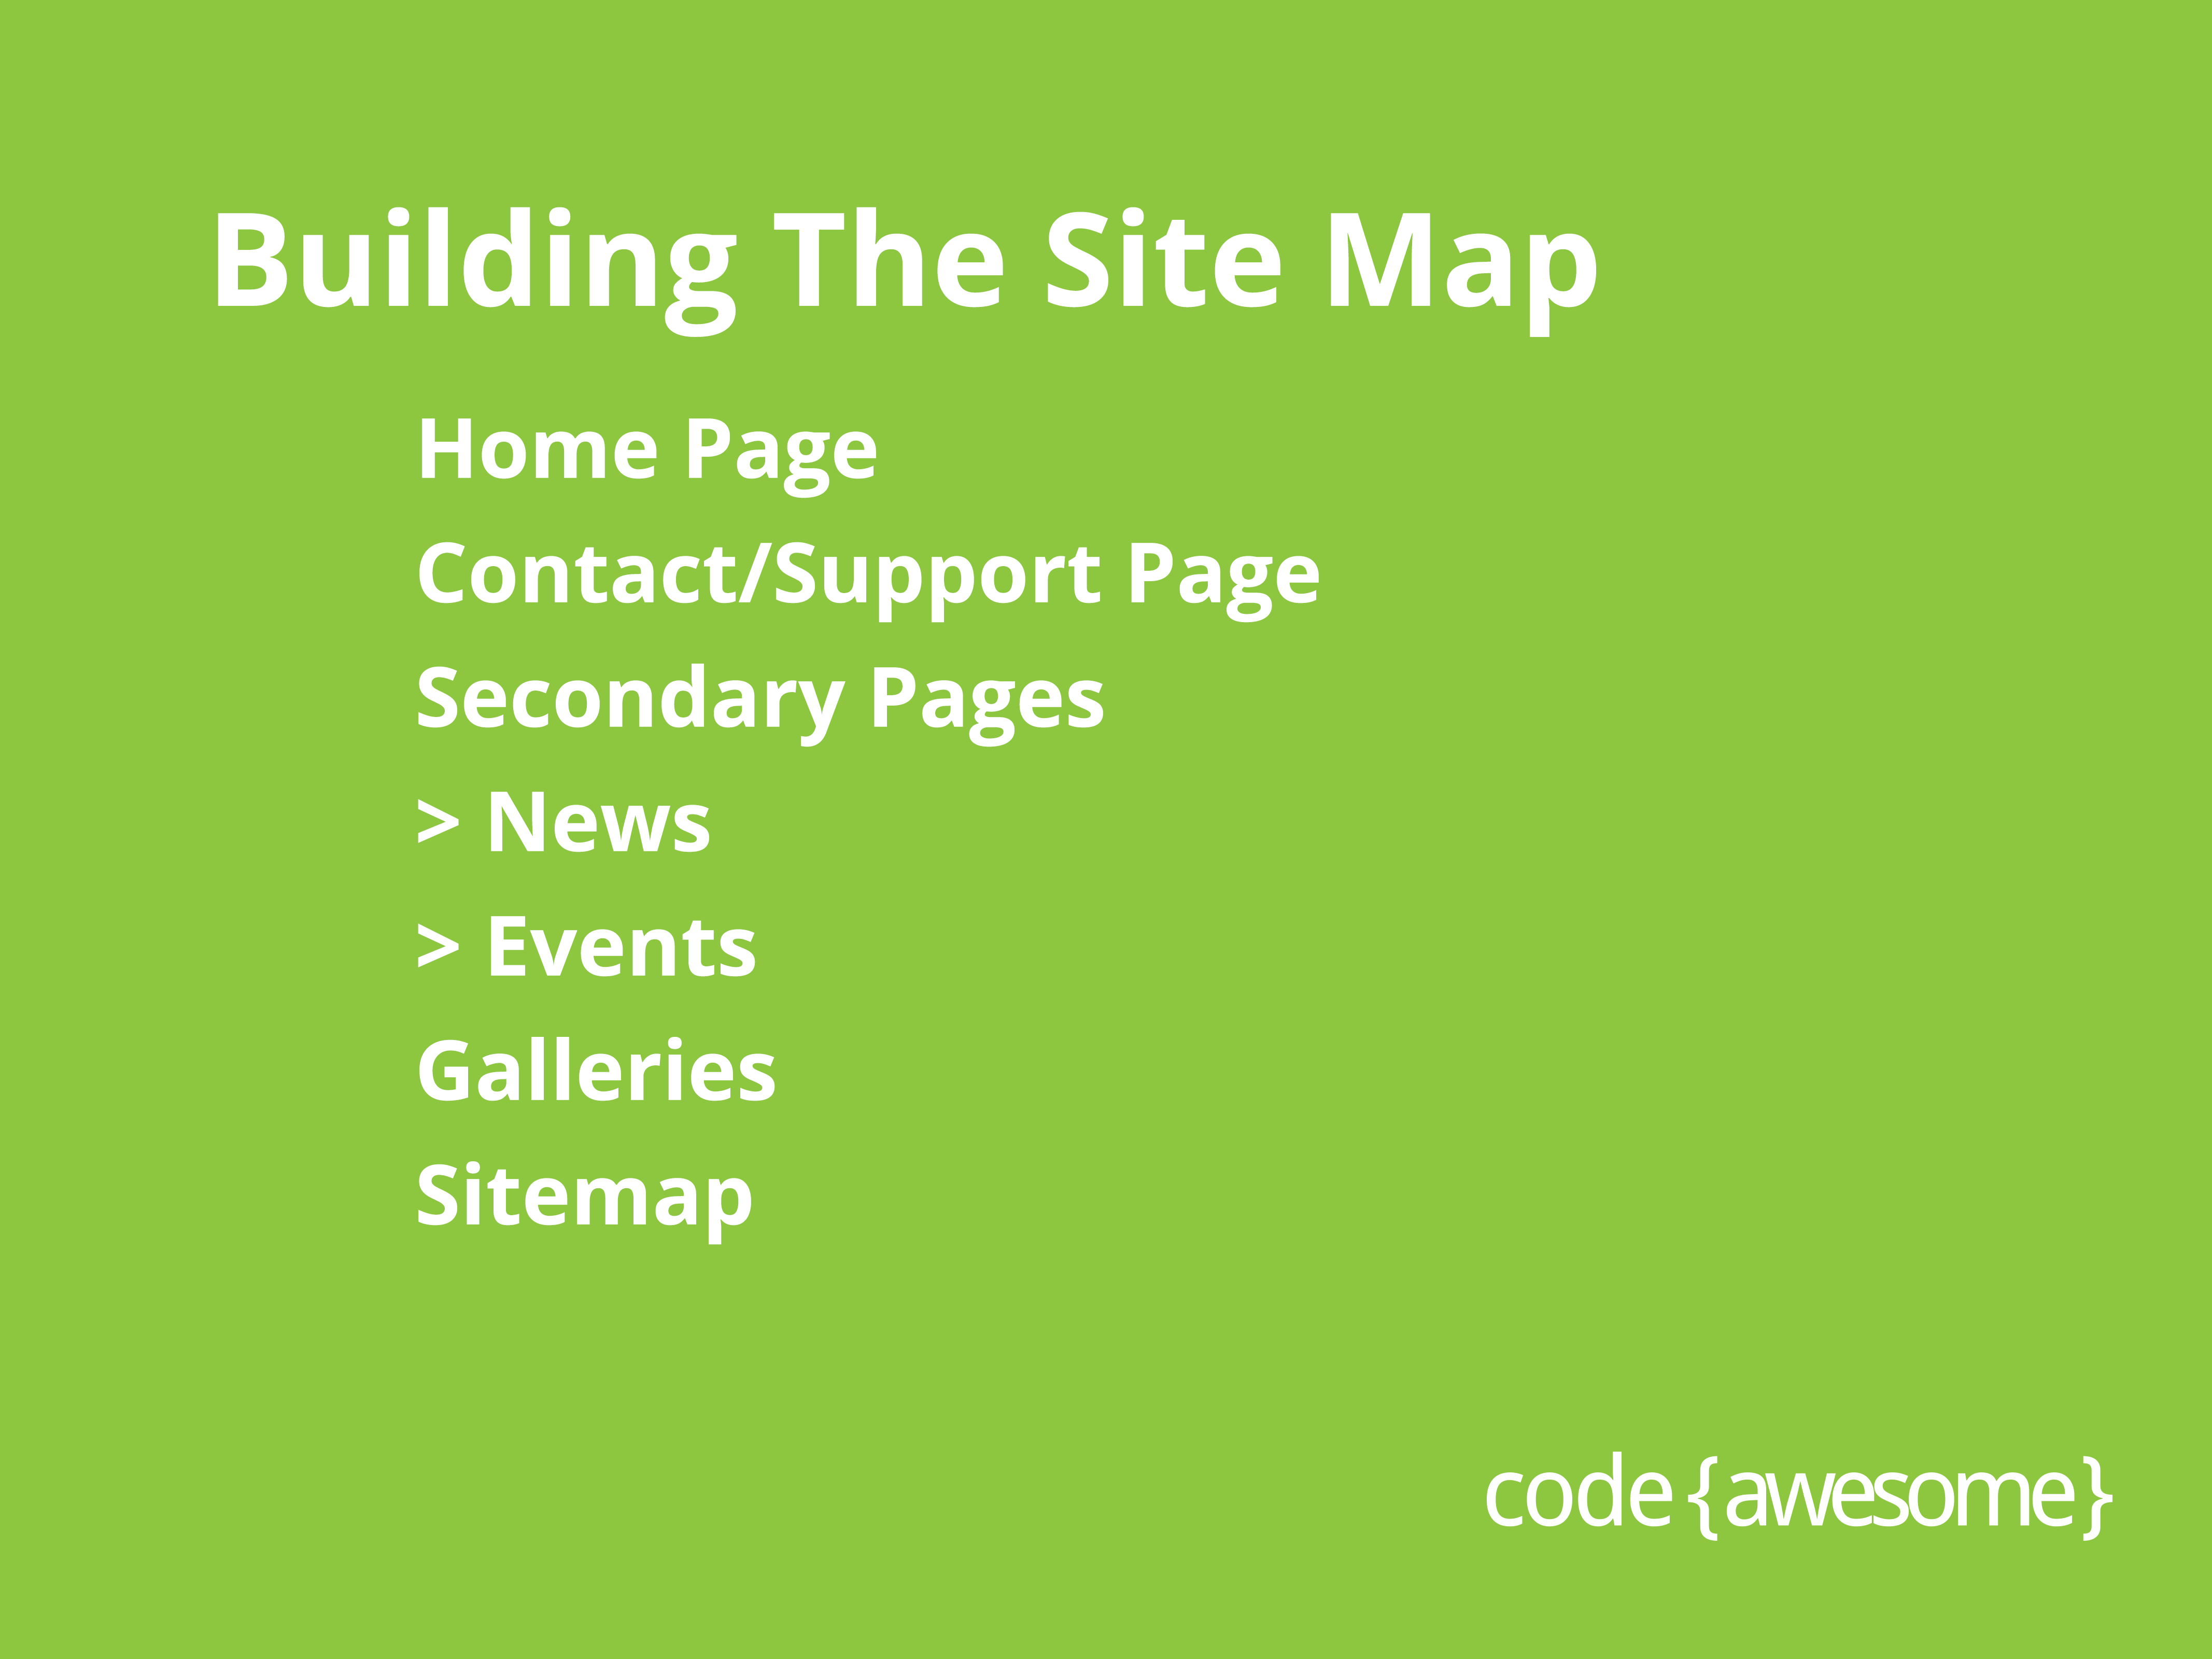 Building The Site Map
Home Page
Contact/Support Page
Secondary Pages
> News
> Events
Galleries
Sitemap
code {awesome}